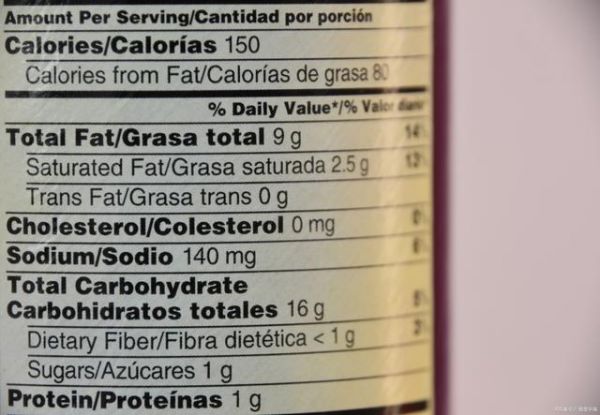 Amount Per Serving/Cantidad por porción
Calories/Calorías 150
Calories from Fat/Calorías de grasa 80
% Daily Value*/% Valor diario
Total Fat/Grasa total 9 g 14
Saturated Fat/Grasa saturada 2.5 g 13
Trans Fat/Grasa trans 0 g
Cholesterol/Colesterol 0 mg
Sodium/Sodio 140 mg
Total Carbohydrate
Carbohidratos totales 16 g
Dietary Fiber/Fibra dietética < 1 g
Sugars/Azúcares 1 g
Protein/Proteínas 1 g